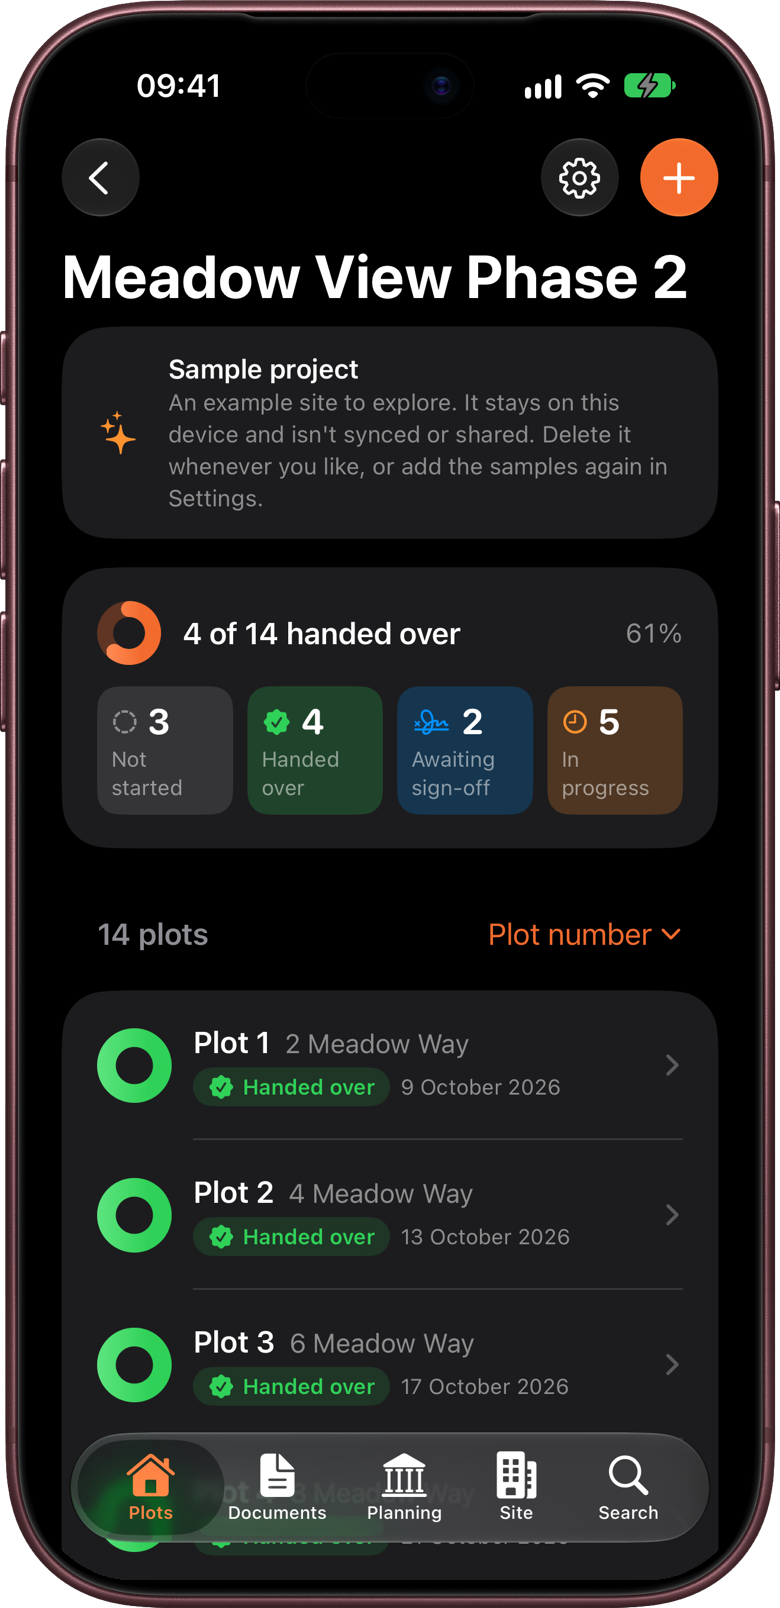 09:41
Meadow View Phase 2
Sample project
An example site to explore. It stays on this
device and isn't synced or shared. Delete it
whenever you like, or add the samples again in
Settings.
4 of 14 handed over 61%
3 4 2 5
Not started
Handed over
Awaiting sign-off
In progress
14 plots Plot number
Plot 1 2 Meadow Way
Handed over 9 October 2026
Plot 2 4 Meadow Way
Handed over 13 October 2026
Plot 3 6 Meadow Way
Handed over 17 October 2026
Plots Documents Planning Site Search